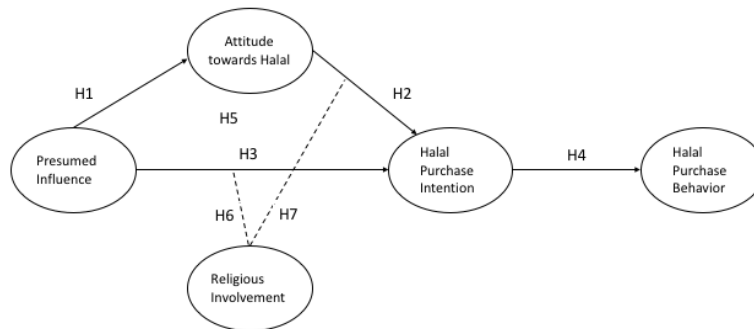 Attitude
towards Halal
H1
H2
H5
Presumed
Influence
H3
Halal
Purchase
Intention
H4
Halal
Purchase
Behavior
H6
H7
Religious
Involvement